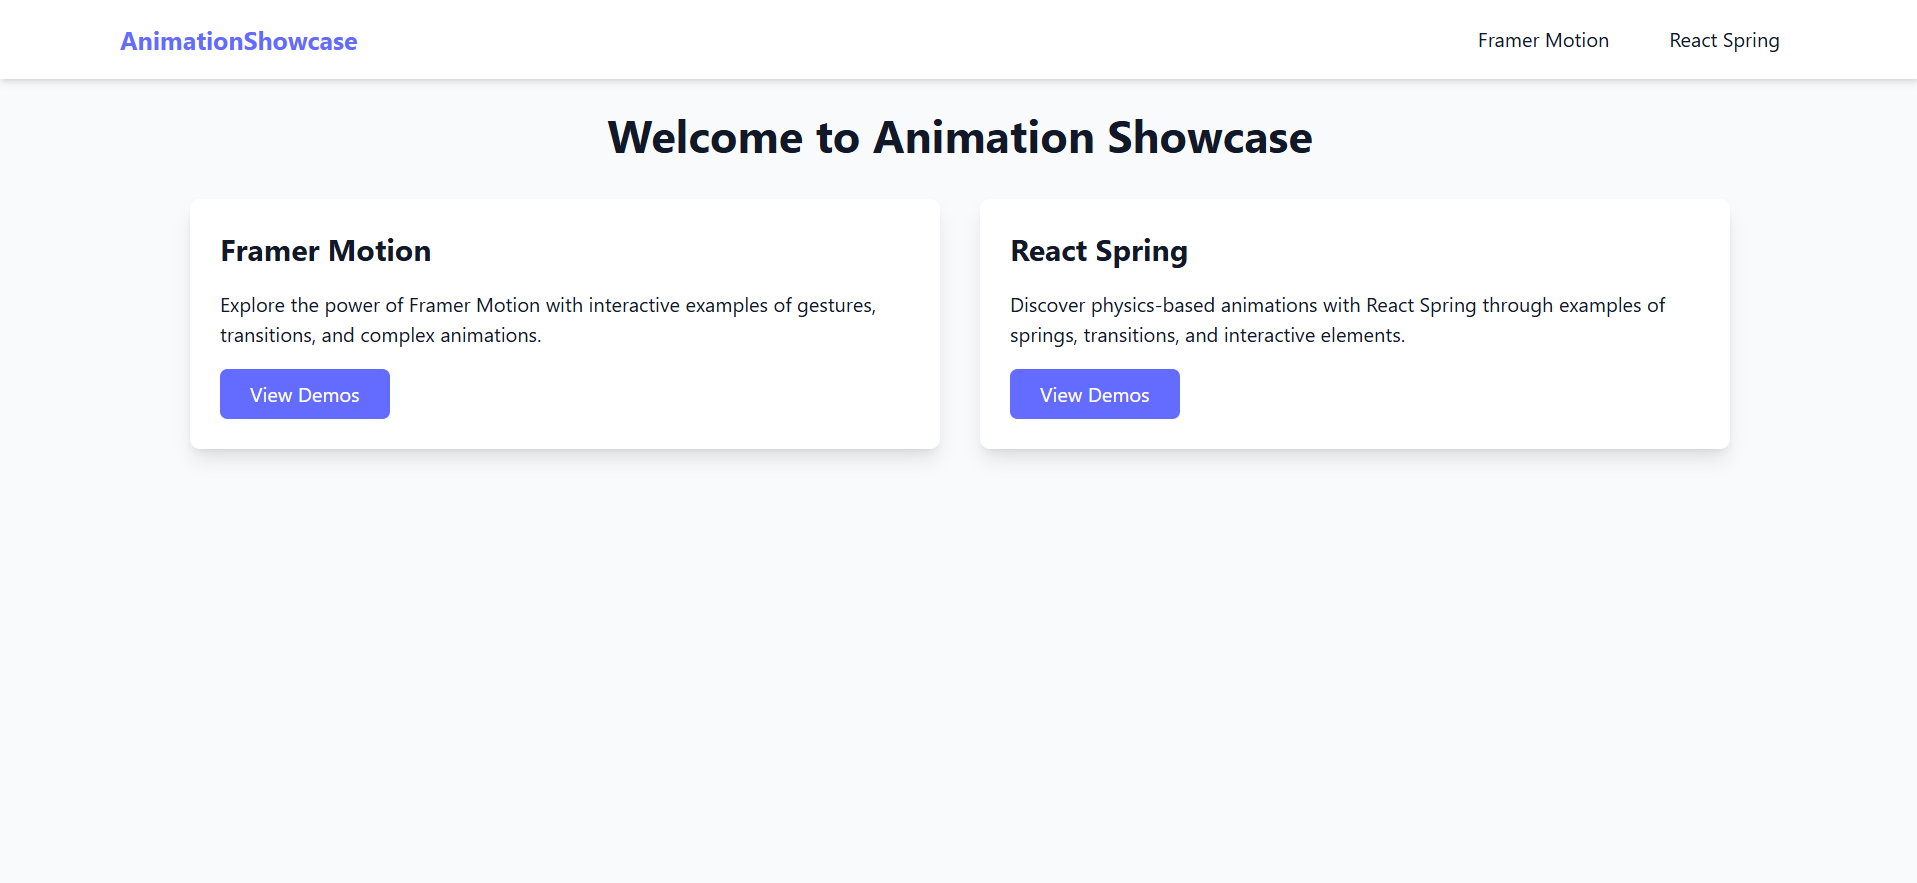 AnimationShowcase
Framer Motion
React Spring
Welcome to Animation Showcase
Framer Motion
Explore the power of Framer Motion with interactive examples of gestures,
transitions, and complex animations.
View Demos
React Spring
Discover physics-based animations with React Spring through examples of
springs, transitions, and interactive elements.
View Demos